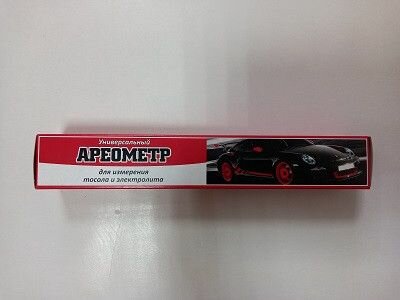 Универсальный
АРЕОМЕТР
для измерения
тосола и электролита